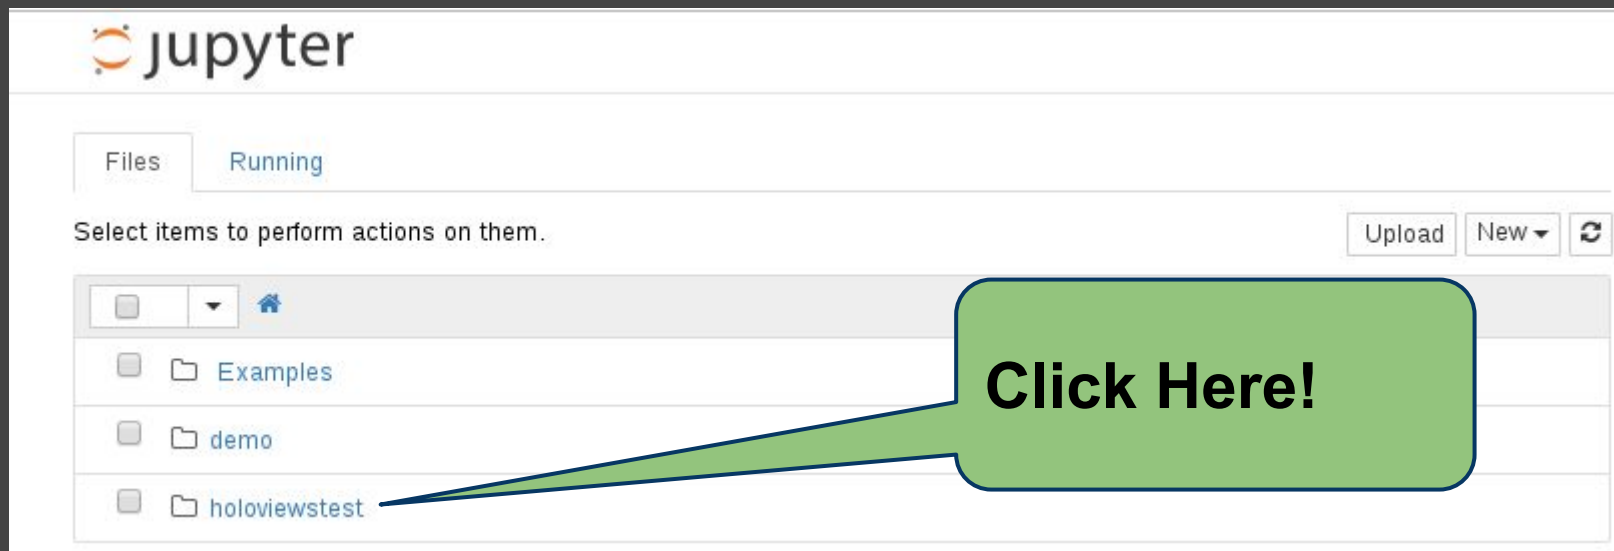 jupyter
Files Running
Select items to perform actions on them.
Upload New
Examples
Click Here!
demo
holoviewstest